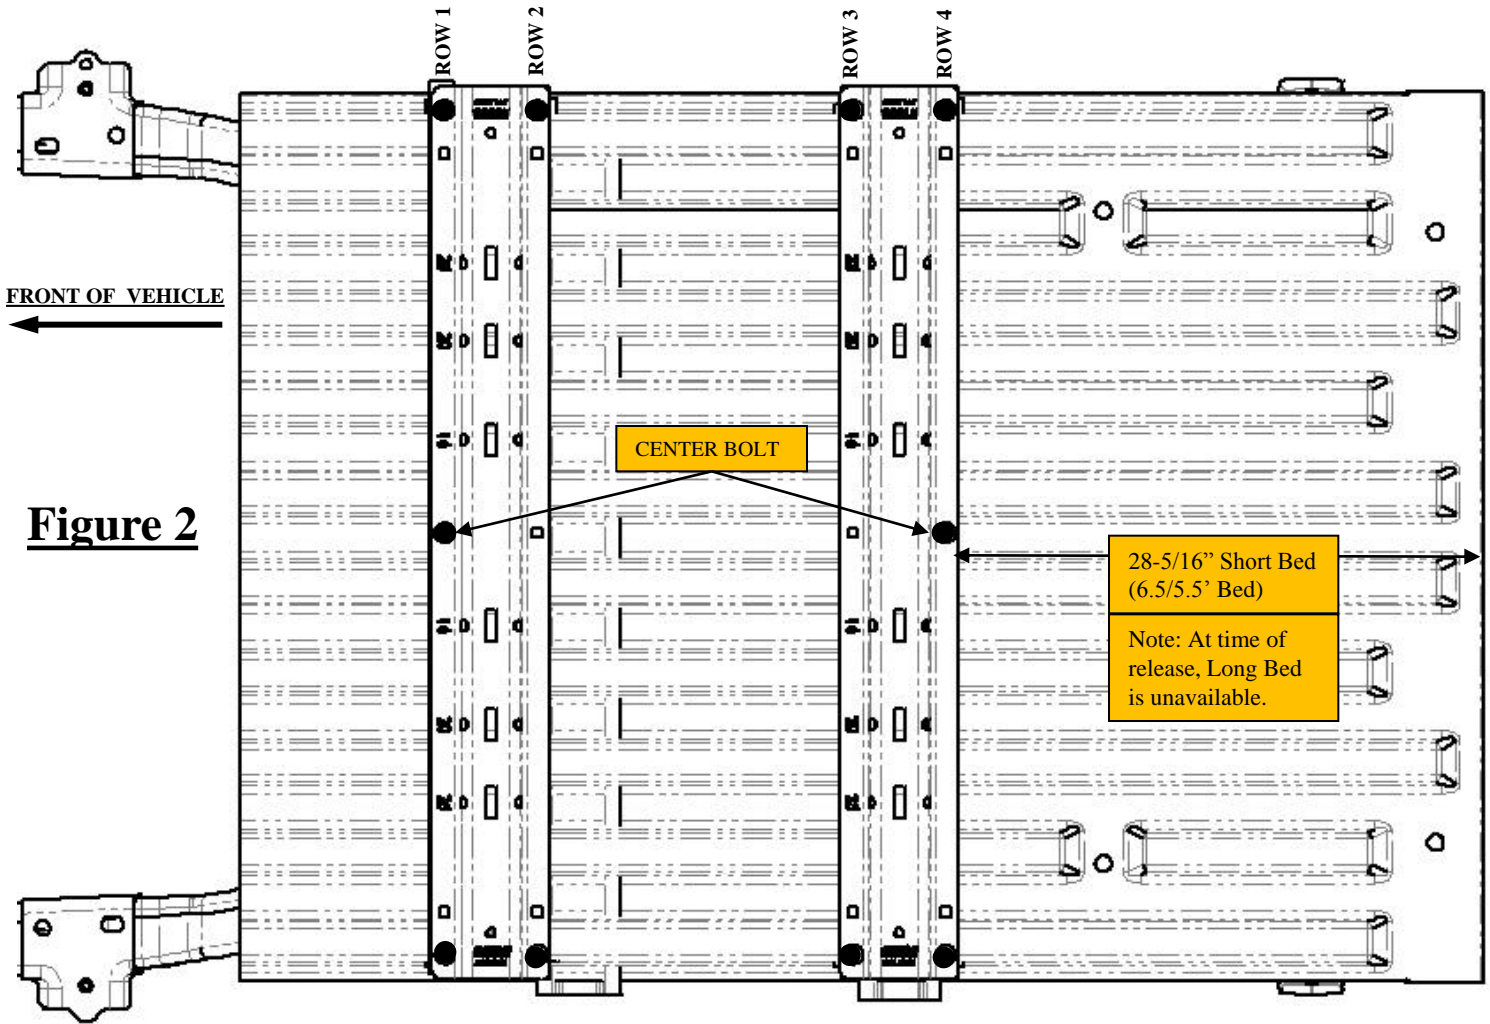 ROW 1
ROW 2
ROW 3
ROW 4
FRONT OF VEHICLE
CENTER BOLT
Figure 2
28-5/16” Short Bed
(6.5/5.5’ Bed)
Note: At time of
release, Long Bed
is unavailable.